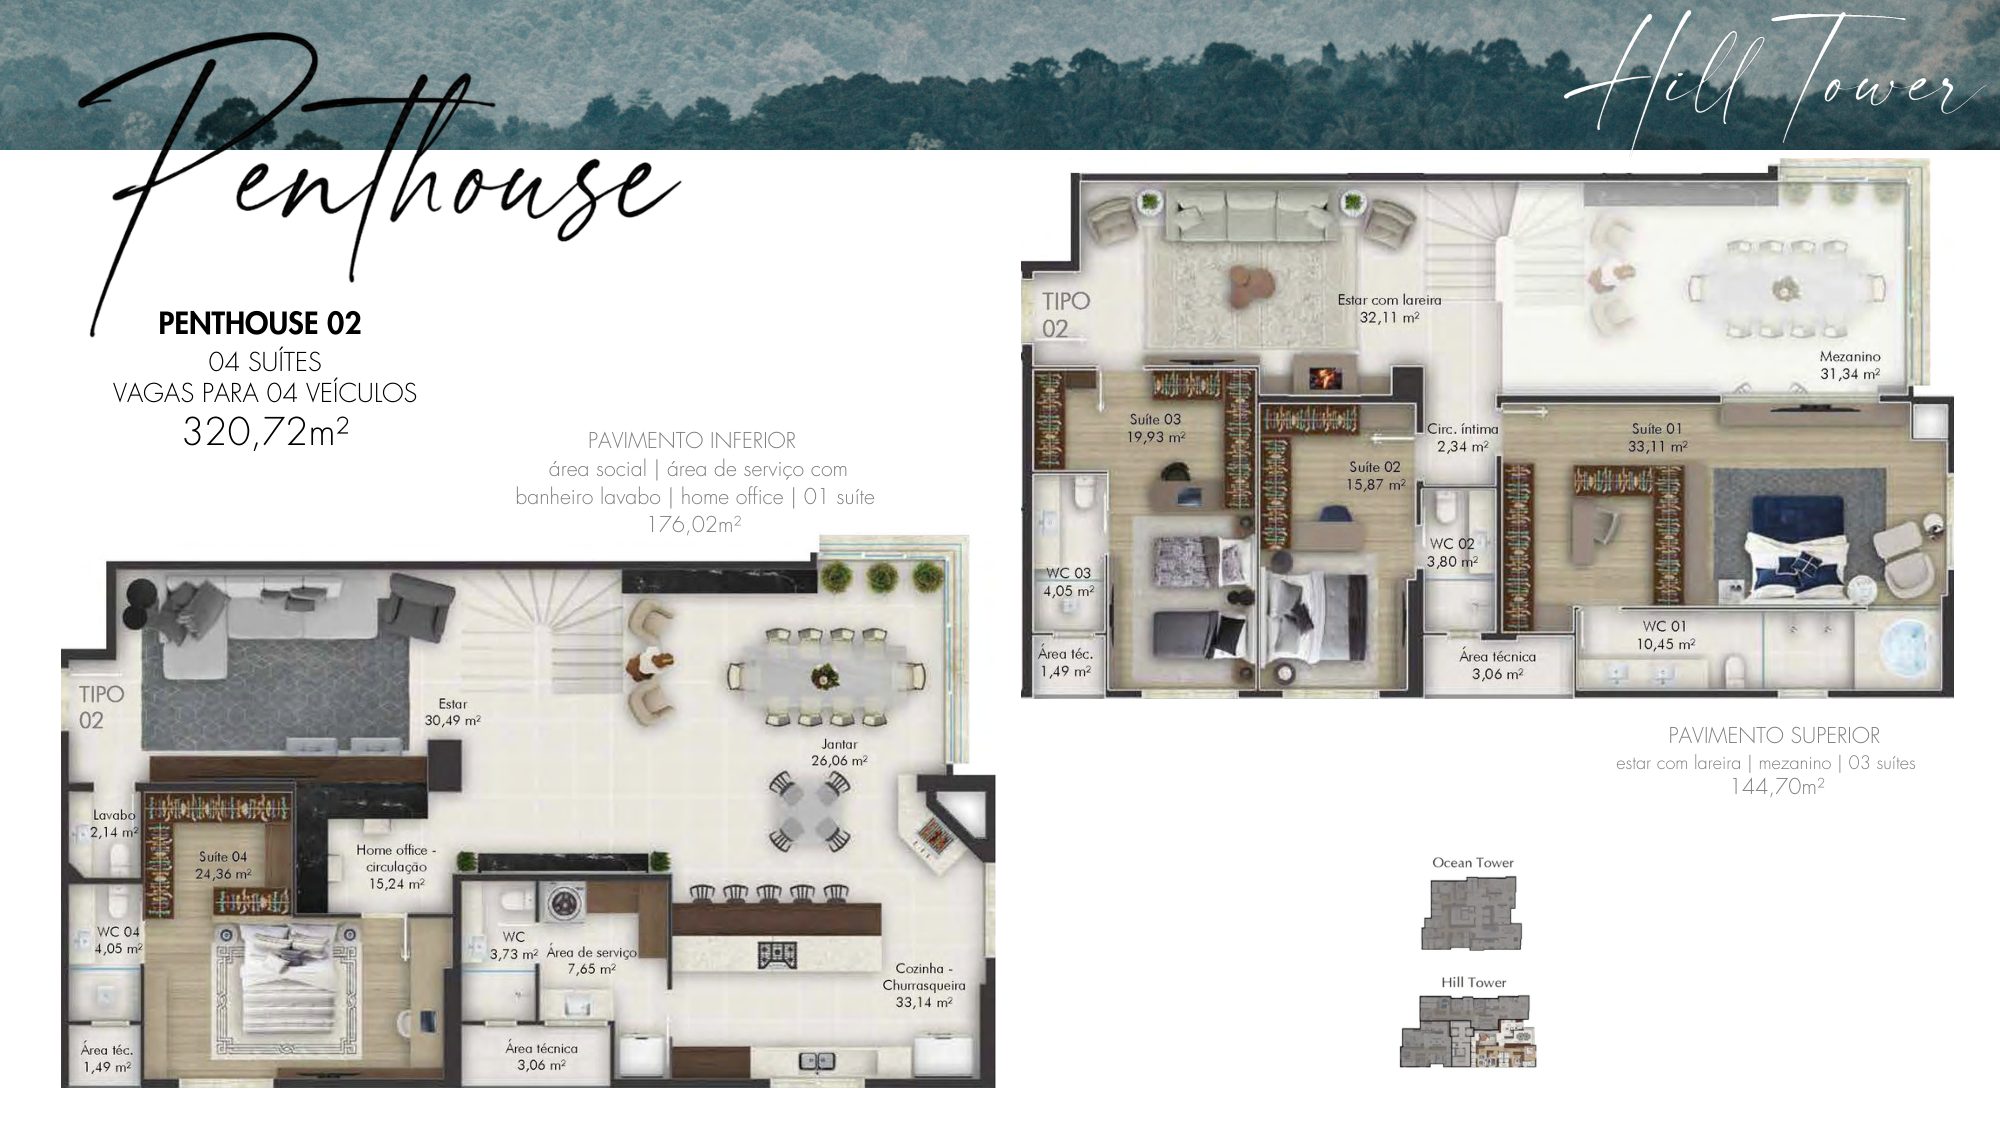 Hill Tower
Penthouse
PENTHOUSE 02
04 SUÍTES
VAGAS PARA 04 VEÍCULOS
320,72m²
PAVIMENTO INFERIOR
área social | área de serviço com
banheiro lavabo | home office | 01 suíte
176,02m²
TIPO
02
Estar
30,49 m²
Jantar
26,06 m²
Lavabo
2,14 m²
Suíte 04
24,36 m²
Home office -
circulação
15,24 m²
WC 04
4,05 m²
WC
3,73 m²
Área de serviço
7,65 m²
Cozinha -
Churrasqueira
33,14 m²
Área téc.
1,49 m²
Área técnica
3,06 m²
TIPO
02
Estar com lareira
32,11 m²
Mezanino
31,34 m²
Suíte 03
19,93 m²
Suíte 02
15,87 m²
Circ. íntima
2,34 m²
Suíte 01
33,11 m²
WC 03
4,05 m²
WC 02
3,80 m²
WC 01
10,45 m²
Área téc.
1,49 m²
Área técnica
3,06 m²
PAVIMENTO SUPERIOR
estar com lareira | mezanino | 03 suítes
144,70m²
Ocean Tower
Hill Tower